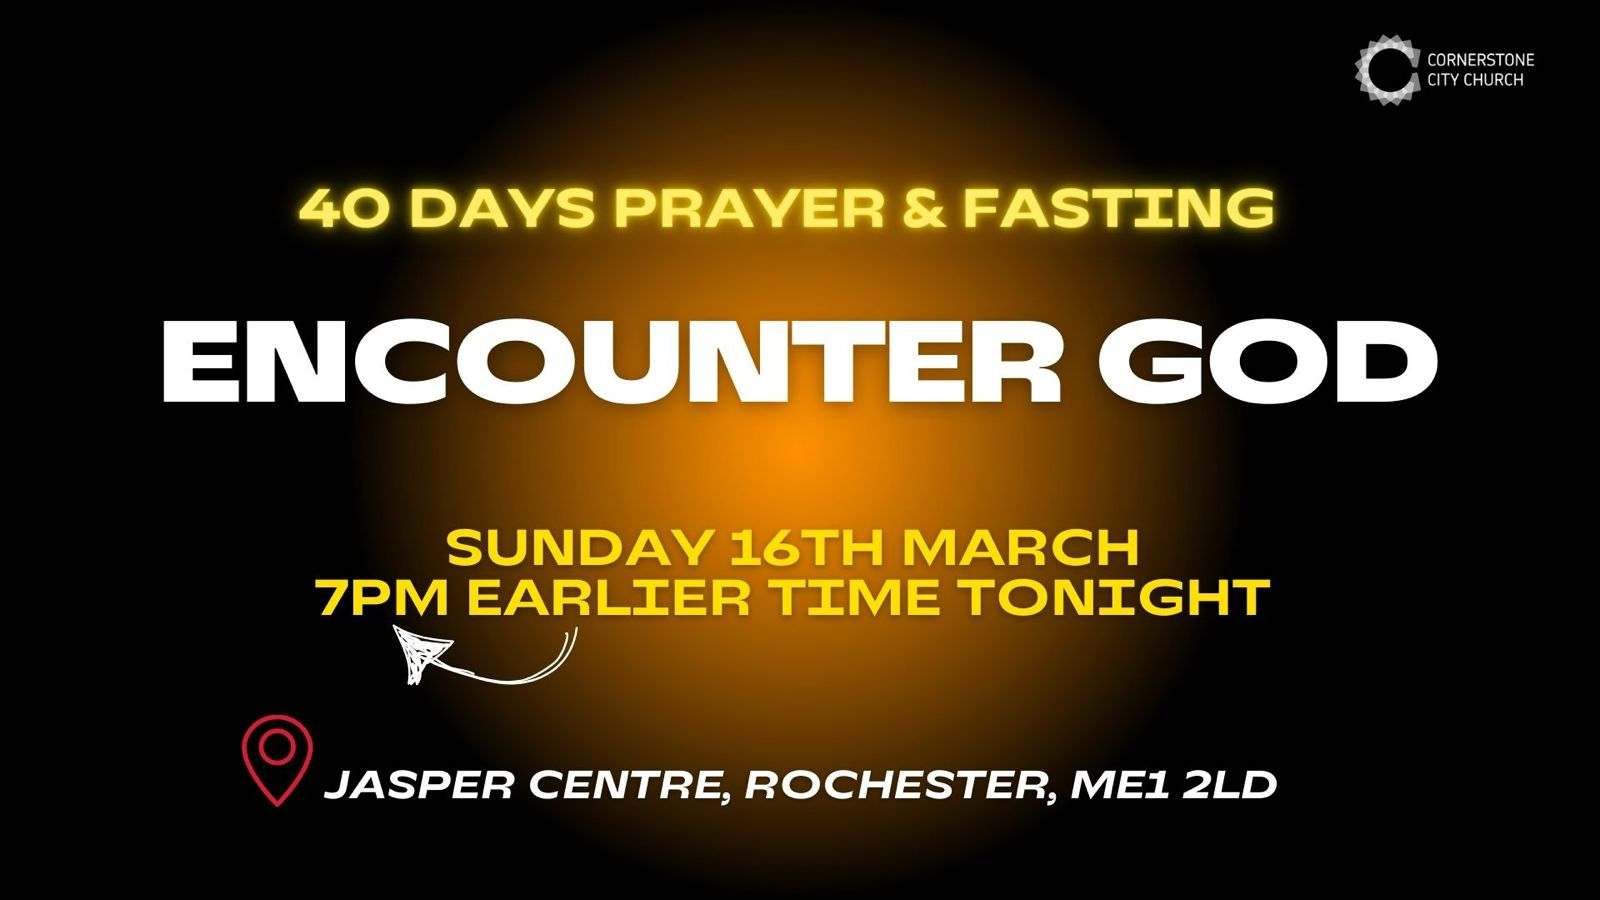 CORNERSTONE
CITY CHURCH
40 DAYS PRAYER & FASTING
ENCOUNTER GOD
SUNDAY 16TH MARCH
7PM EARLIER TIME TONIGHT
JASPER CENTRE, ROCHESTER, ME1 2LD